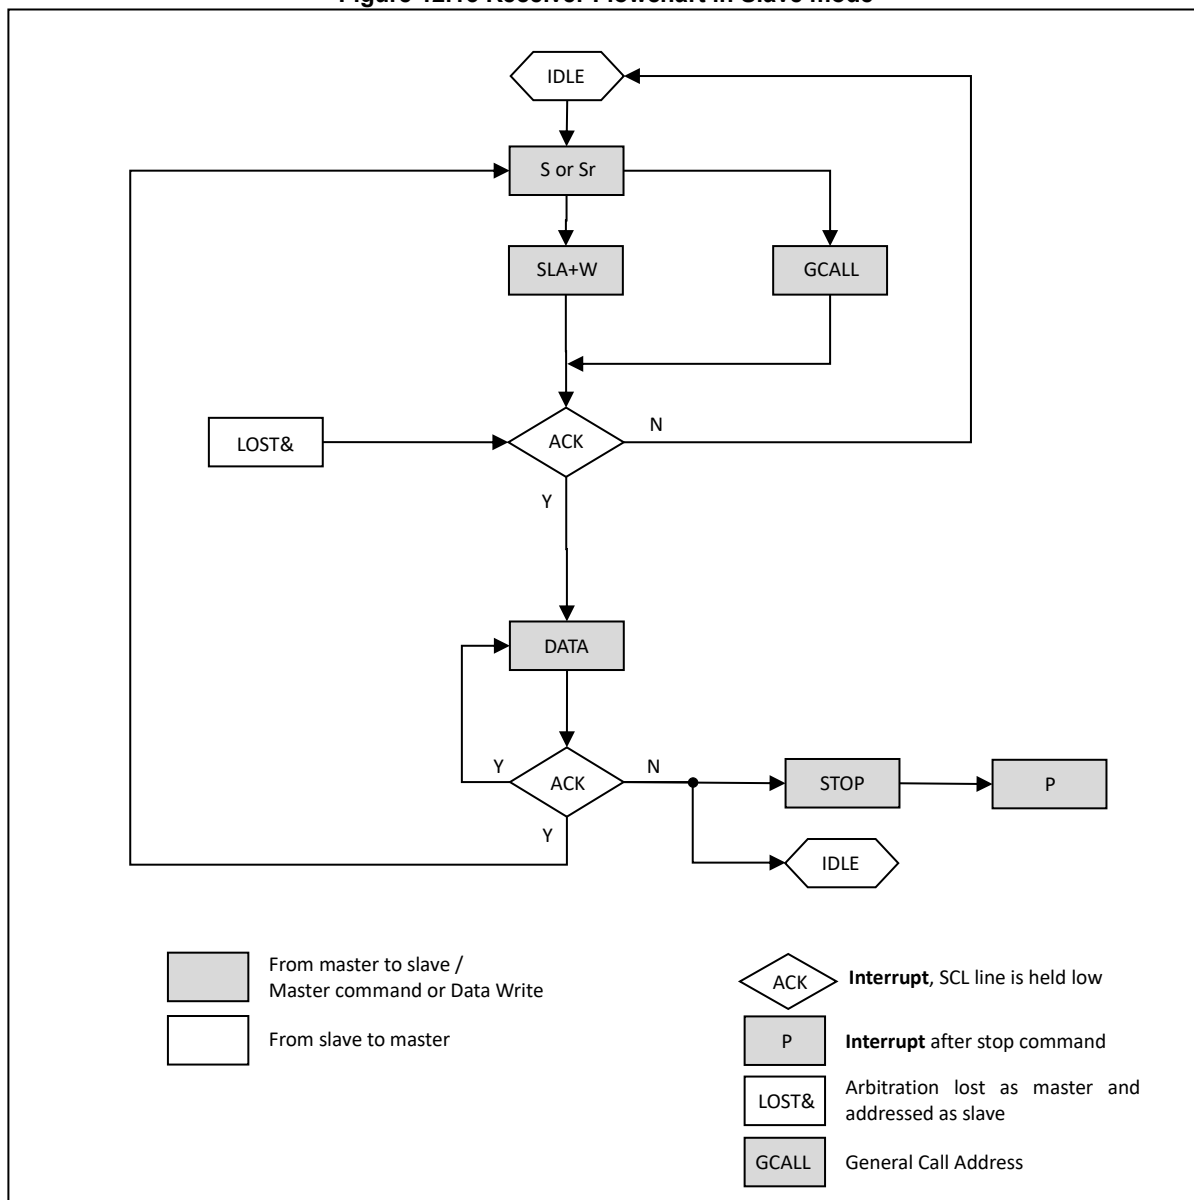 IDLE
S or Sr
SLA+W
GCALL
LOST&
ACK
N
Y
DATA
Y
ACK
N
STOP
P
Y
IDLE
From master to slave /
Master command or Data Write
From slave to master
ACK
Interrupt, SCL line is held low
P
Interrupt after stop command
LOST&
Arbitration lost as master and
addressed as slave
GCALL
General Call Address